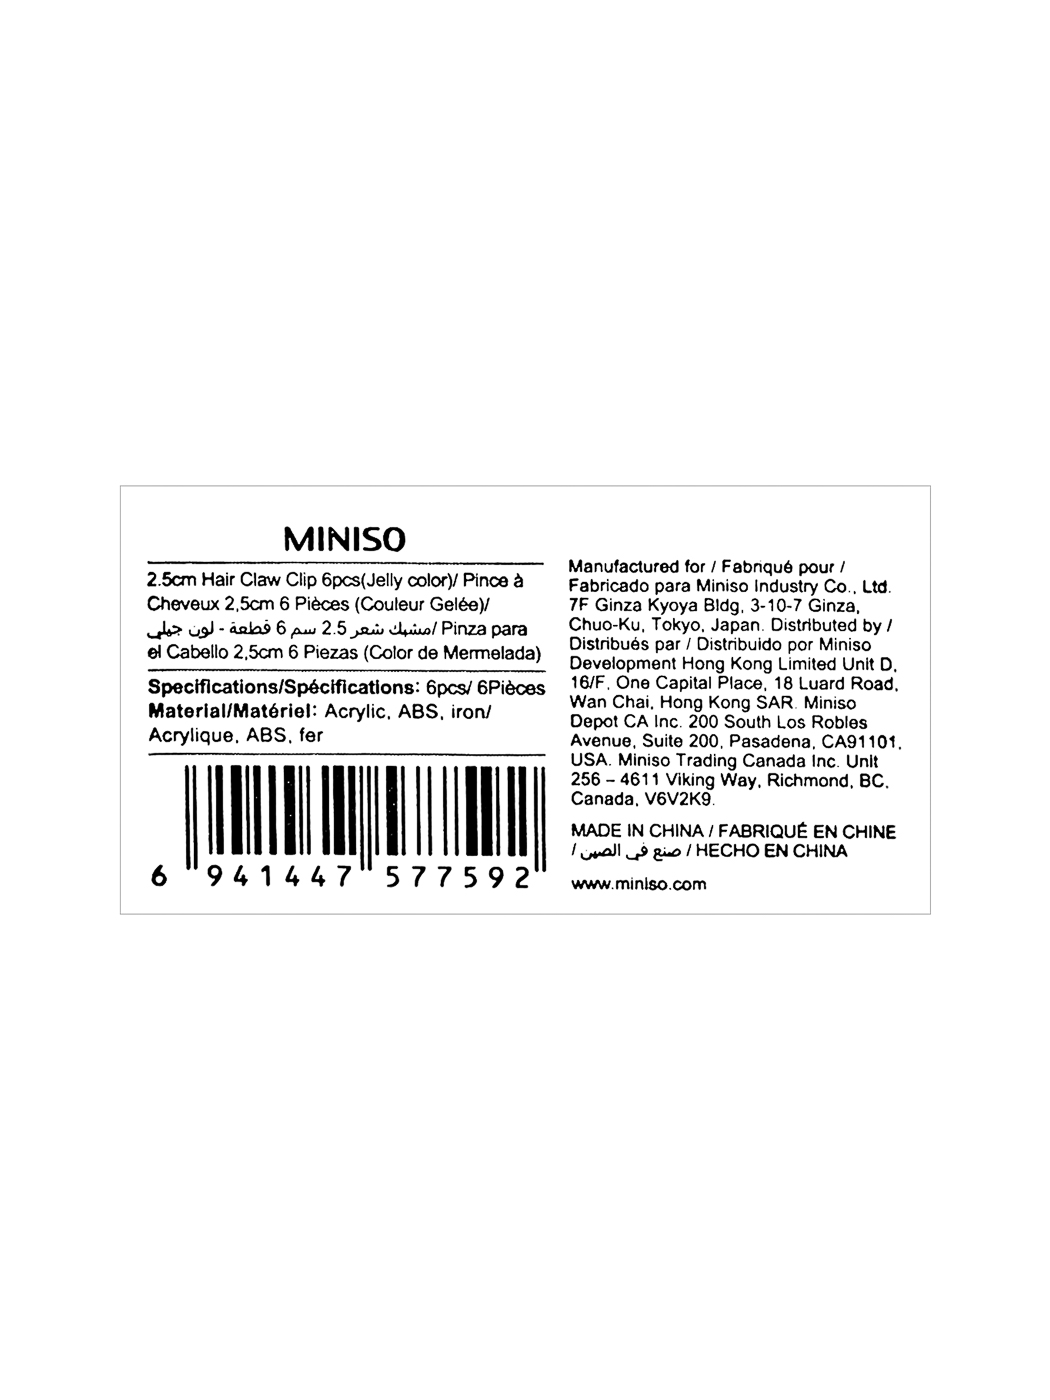 MINISO
2.5cm Hair Claw Clip 6pcs(Jelly color)/ Pince à
Cheveux 2,5cm 6 Pièces (Couleur Gelée)/
مشبك شعر 2.5 سم 6 قطعة - لون جيلي/ Pinza para
el Cabello 2,5cm 6 Piezas (Color de Mermelada)
Specifications/Spécifications: 6pcs/ 6Pièces
Material/Matériel: Acrylic, ABS, iron/
Acrylique, ABS, fer
6 941447 577592
Manufactured for / Fabriqué pour /
Fabricado para Miniso Industry Co., Ltd.
7F Ginza Kyoya Bldg, 3-10-7 Ginza,
Chuo-Ku, Tokyo, Japan. Distributed by /
Distribués par / Distribuido por Miniso
Development Hong Kong Limited Unit D,
16/F, One Capital Place, 18 Luard Road,
Wan Chai, Hong Kong SAR. Miniso
Depot CA Inc. 200 South Los Robles
Avenue, Suite 200, Pasadena, CA91101,
USA. Miniso Trading Canada Inc. Unit
256 – 4611 Viking Way, Richmond, BC,
Canada, V6V2K9.
MADE IN CHINA / FABRIQUÉ EN CHINE
/ صنع في الصين / HECHO EN CHINA
www.miniso.com